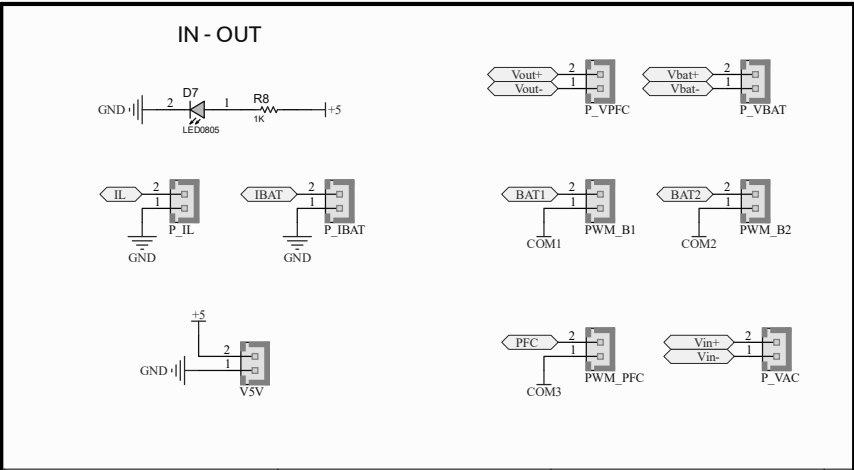 IN - OUT
Vout+ 2
Vout- 1
P_VPFC
Vbat+ 2
Vbat- 1
P_VBAT
D7
R8
GND 2 1 +5
1K
LED0805
IL 2
1
P_IL
GND
IBAT 2
1
P_IBAT
GND
BAT1 2
1
PWM_B1
COM1
BAT2 2
1
PWM_B2
COM2
+5
2
GND 1
V5V
PFC 2
1
PWM_PFC
COM3
Vin+ 2
Vin- 1
P_VAC